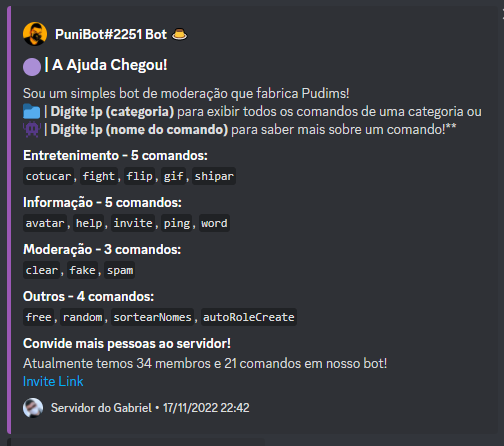 PuniBot#2251 Bot 🍮
| A Ajuda Chegou!
Sou um simples bot de moderação que fabrica Pudims!
| Digite !p (categoria) para exibir todos os comandos de uma categoria ou
| Digite !p (nome do comando) para saber mais sobre um comando!**
Entretenimento - 5 comandos:
cotucar, fight, flip, gif, shipar
Informação - 5 comandos:
avatar, help, invite, ping, word
Moderação - 3 comandos:
clear, fake, spam
Outros - 4 comandos:
free, random, sortearNomes, autoRoleCreate
Convide mais pessoas ao servidor!
Atualmente temos 34 membros e 21 comandos em nosso bot!
Invite Link
Servidor do Gabriel • 17/11/2022 22:42